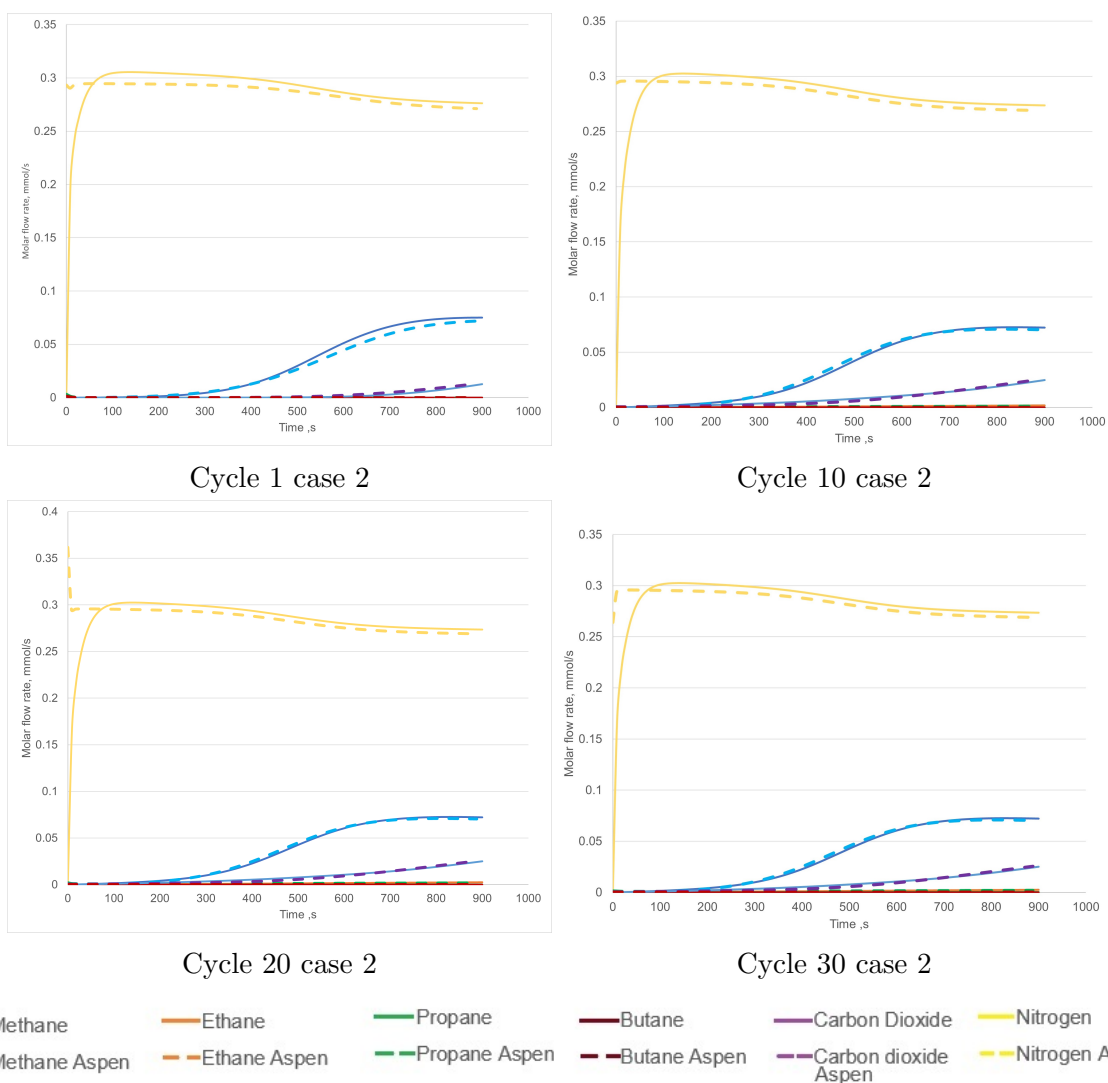 0.35
0.3
0.25
0.2
0.15
0.1
0.05
0
Molar flow rate, mmol/s
0 100 200 300 400 500 600 700 800 900 1000
Time ,s
Cycle 1 case 2
0.35
0.3
0.25
0.2
0.15
0.1
0.05
0
Molar flow rate, mmol/s
0 100 200 300 400 500 600 700 800 900 1000
Time ,s
Cycle 10 case 2
0.4
0.35
0.3
0.25
0.2
0.15
0.1
0.05
0
Molar flow rate, mmol/s
0 100 200 300 400 500 600 700 800 900 1000
Time ,s
Cycle 20 case 2
0.35
0.3
0.25
0.2
0.15
0.1
0.05
0
Molar flow rate, mmol/s
0 100 200 300 400 500 600 700 800 900 1000
Time ,s
Cycle 30 case 2
Methane Ethane Propane Butane Carbon Dioxide Nitrogen
Methane Aspen Ethane Aspen Propane Aspen Butane Aspen Carbon dioxide Nitrogen A
Aspen